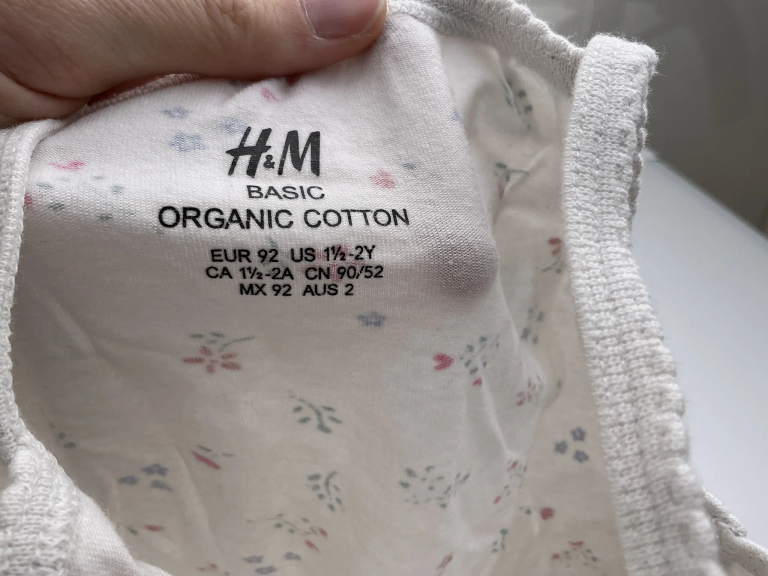 H&M
BASIC
ORGANIC COTTON
EUR 92 US 1½-2Y
CA 1½-2A CN 90/52
MX 92 AUS 2